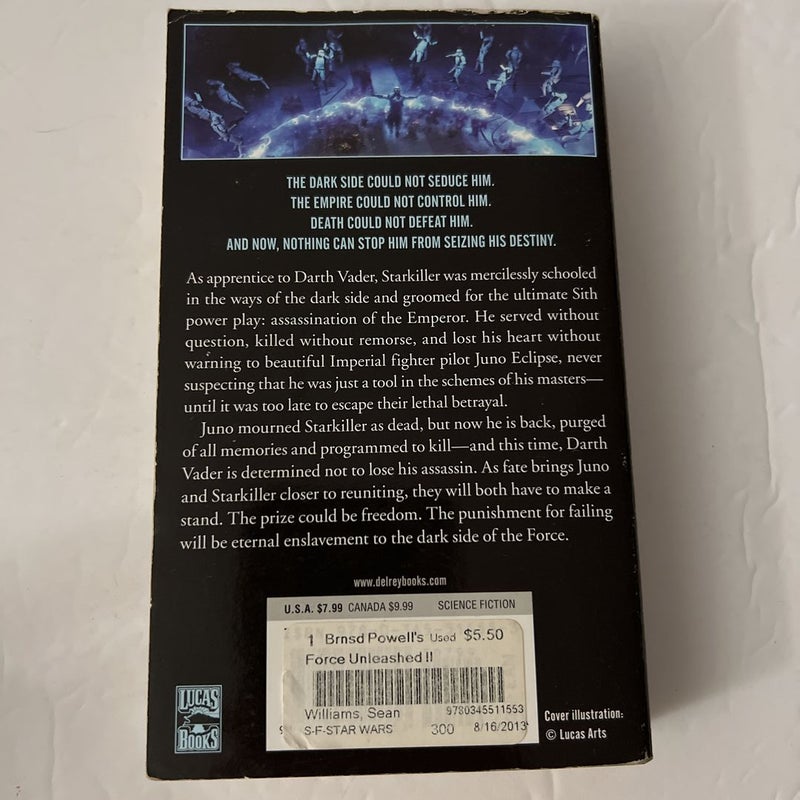 THE DARK SIDE COULD NOT SEDUCE HIM.
THE EMPIRE COULD NOT CONTROL HIM.
DEATH COULD NOT DEFEAT HIM.
AND NOW, NOTHING CAN STOP HIM FROM SEIZING HIS DESTINY.
As apprentice to Darth Vader, Starkiller was mercilessly schooled
in the ways of the dark side and groomed for the ultimate Sith
power play: assassination of the Emperor. He served without
question, killed without remorse, and lost his heart without
warning to beautiful Imperial fighter pilot Juno Eclipse, never
suspecting that he was just a tool in the schemes of his masters—
until it was too late to escape their lethal betrayal.
Juno mourned Starkiller as dead, but now he is back, purged
of all memories and programmed to kill—and this time, Darth
Vader is determined not to lose his assassin. As fate brings Juno
and Starkiller closer to reuniting, they will both have to make a
stand. The prize could be freedom. The punishment for failing
will be eternal enslavement to the dark side of the Force.
www.delreybooks.com
U.S.A. $7.99 CANADA $9.99 SCIENCE FICTION
1 Brnsd Powell's Used $5.50
Force Unleashed II
Williams, Sean 9780345511553
S-F-STAR WARS 300 8/16/2013
LUCAS
BOOKS
Cover illustration:
© Lucas Arts